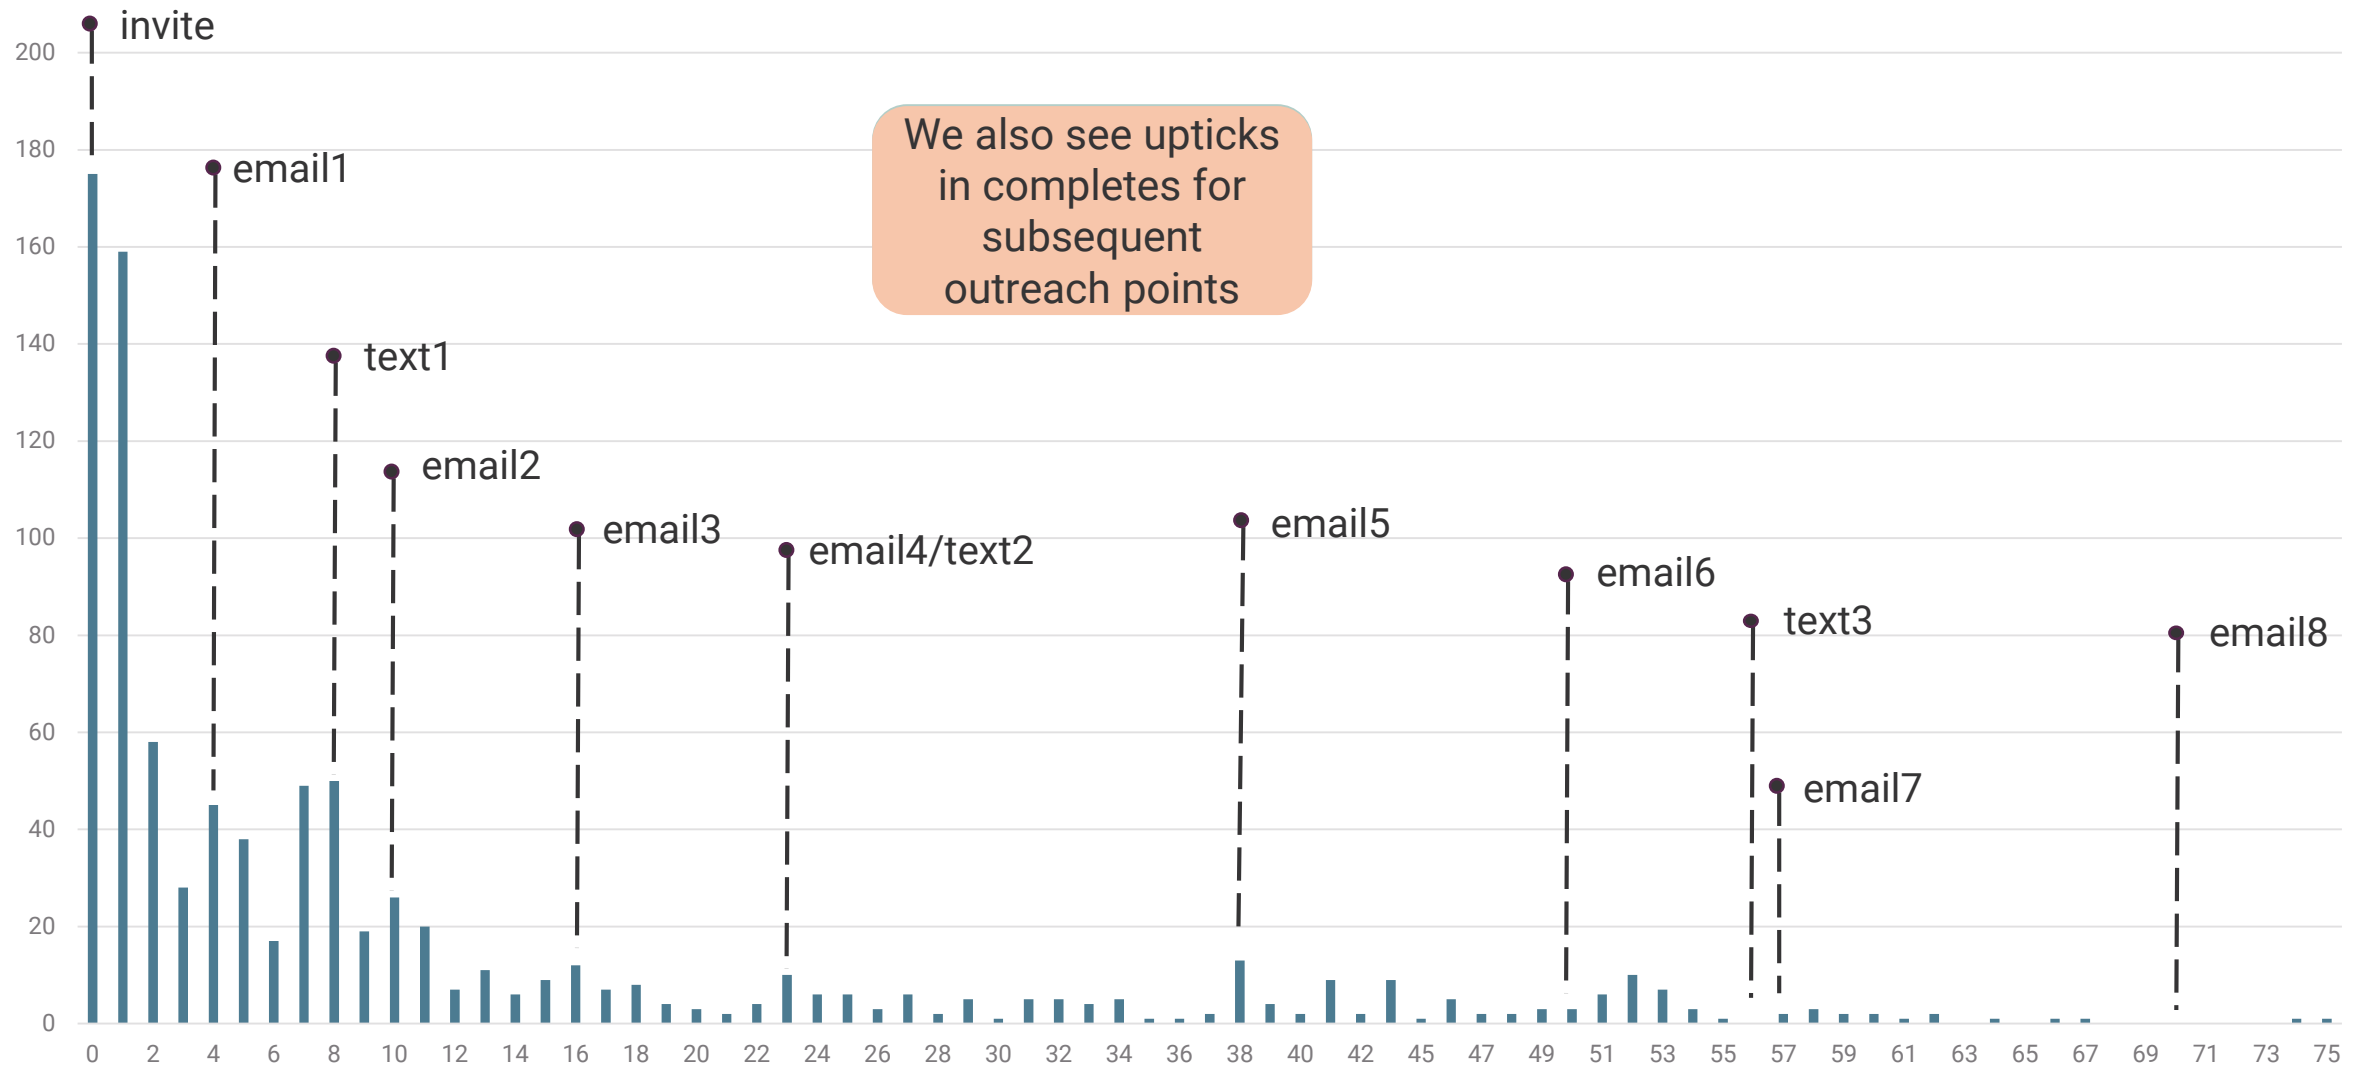 invite
200
180
email1
We also see upticks
in completes for
subsequent
outreach points
160
140
text1
120
email2
100
email3
email4/text2
email5
email6
80
text3
email8
60
email7
40
20
0
0 2 4 6 8 10 12 14 16 18 20 22 24 26 28 30 32 34 36 38 40 42 45 47 49 51 53 55 57 59 61 63 65 67 69 71 73 75